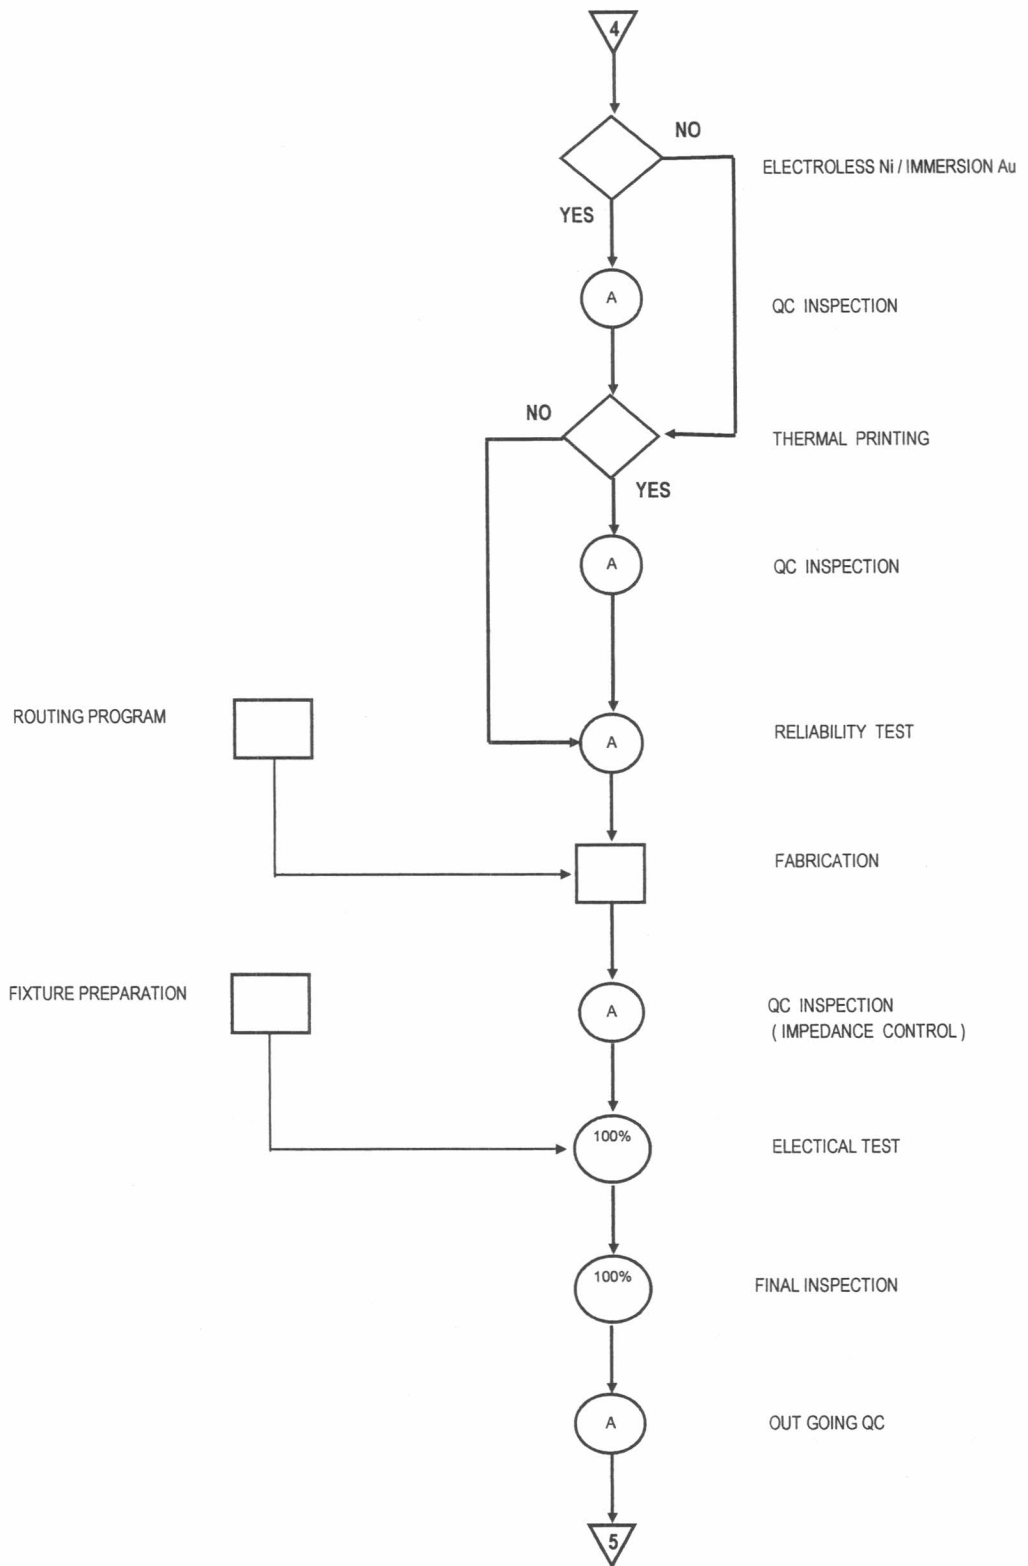 4
NO
ELECTROLESS Ni / IMMERSION Au
YES
A
QC INSPECTION
NO
THERMAL PRINTING
YES
A
QC INSPECTION
ROUTING PROGRAM
A
RELIABILITY TEST
FABRICATION
FIXTURE PREPARATION
A
QC INSPECTION
( IMPEDANCE CONTROL )
100%
ELECTICAL TEST
100%
FINAL INSPECTION
A
OUT GOING QC
5